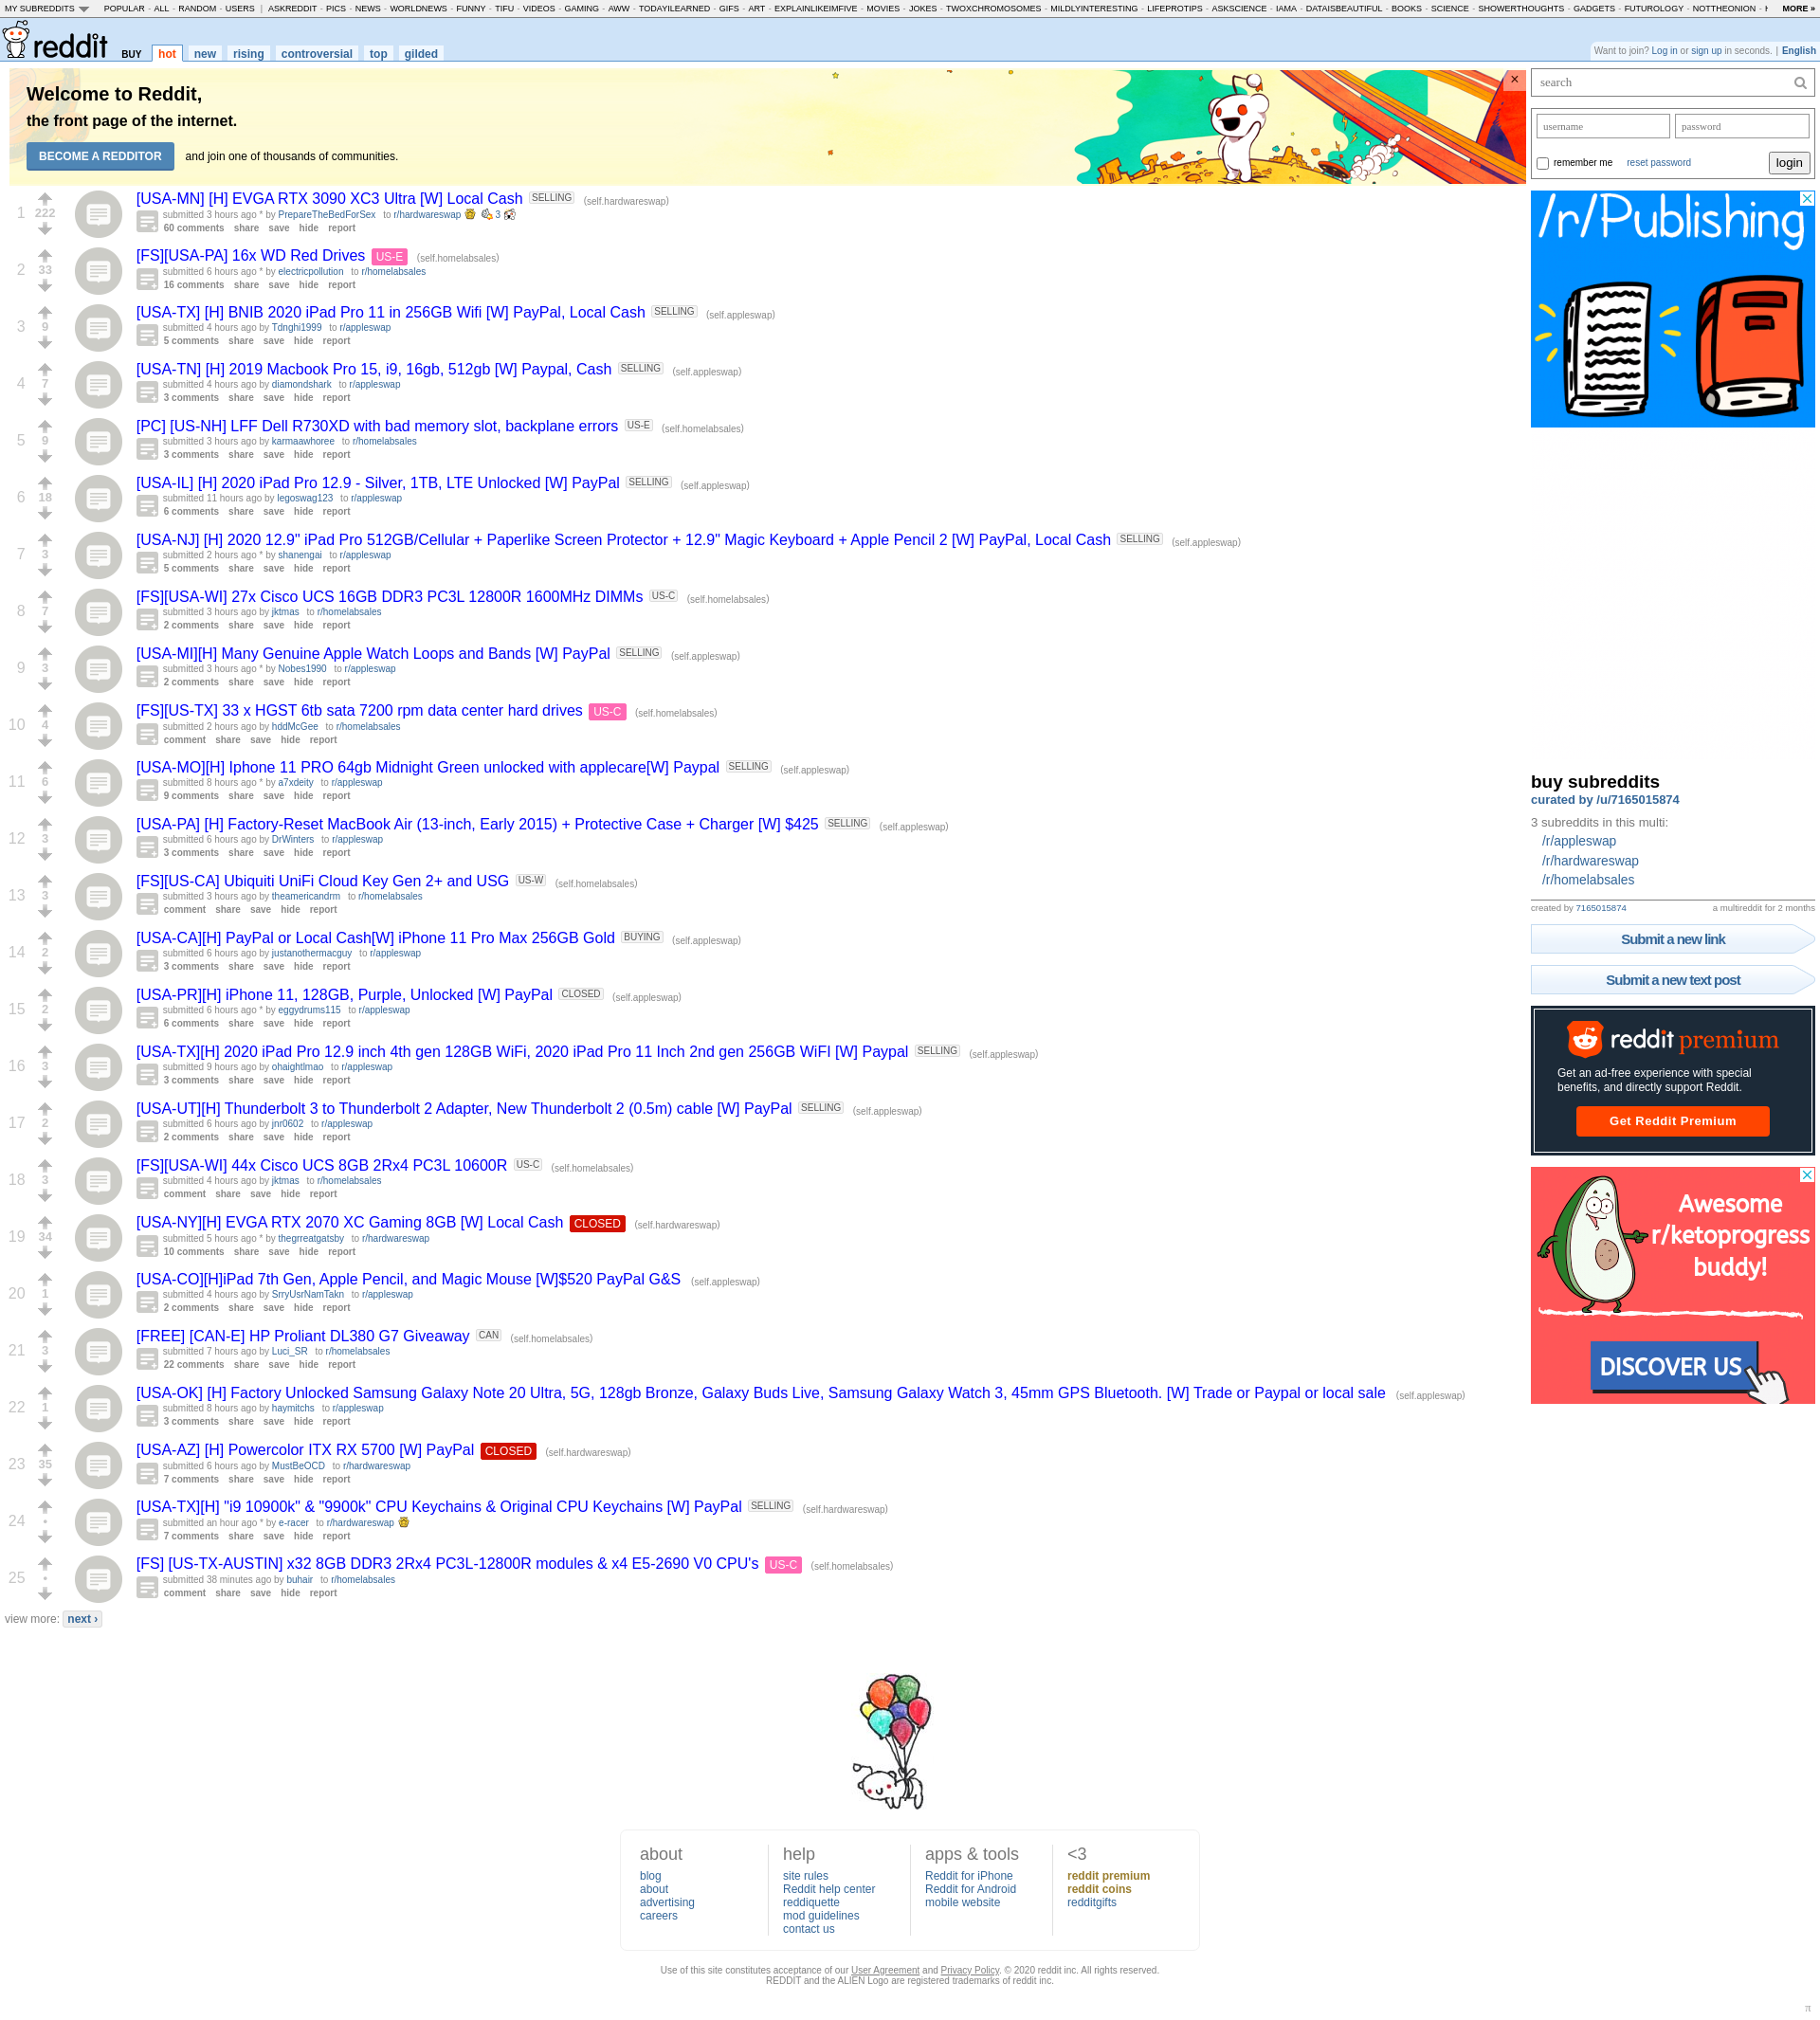 MY SUBREDDITS POPULAR - ALL - RANDOM - USERS | ASKREDDIT - PICS - NEWS - WORLDNEWS - FUNNY - TIFU - VIDEOS - GAMING - AWW - TODAYILEARNED - GIFS - ART - EXPLAINLIKEIMFIVE - MOVIES - JOKES - TWOXCHROMOSOMES - MILDLYINTERESTING - LIFEPROTIPS - ASKSCIENCE - IAMA - DATAISBEAUTIFUL - BOOKS - SCIENCE - SHOWERTHOUGHTS - GADGETS - FUTUROLOGY - NOTTHEONION - MORE »
reddit BUY hot new rising controversial top gilded
Want to join? Log in or sign up in seconds. | English
Welcome to Reddit,
the front page of the internet.
BECOME A REDDITOR and join one of thousands of communities.
×
search
username password
remember me reset password login
1 222 [USA-MN] [H] EVGA RTX 3090 XC3 Ultra [W] Local Cash SELLING (self.hardwareswap)
submitted 3 hours ago * by PrepareTheBedForSex to r/hardwareswap 3
60 comments share save hide report
2 33 [FS][USA-PA] 16x WD Red Drives US-E (self.homelabsales)
submitted 6 hours ago * by electricpollution to r/homelabsales
16 comments share save hide report
3 9 [USA-TX] [H] BNIB 2020 iPad Pro 11 in 256GB Wifi [W] PayPal, Local Cash SELLING (self.appleswap)
submitted 4 hours ago by Tdnghi1999 to r/appleswap
5 comments share save hide report
4 7 [USA-TN] [H] 2019 Macbook Pro 15, i9, 16gb, 512gb [W] Paypal, Cash SELLING (self.appleswap)
submitted 4 hours ago by diamondshark to r/appleswap
3 comments share save hide report
5 9 [PC] [US-NH] LFF Dell R730XD with bad memory slot, backplane errors US-E (self.homelabsales)
submitted 3 hours ago by karmaawhoree to r/homelabsales
3 comments share save hide report
6 18 [USA-IL] [H] 2020 iPad Pro 12.9 - Silver, 1TB, LTE Unlocked [W] PayPal SELLING (self.appleswap)
submitted 11 hours ago by legoswag123 to r/appleswap
6 comments share save hide report
7 3 [USA-NJ] [H] 2020 12.9" iPad Pro 512GB/Cellular + Paperlike Screen Protector + 12.9" Magic Keyboard + Apple Pencil 2 [W] PayPal, Local Cash SELLING (self.appleswap)
submitted 2 hours ago * by shanengai to r/appleswap
5 comments share save hide report
8 7 [FS][USA-WI] 27x Cisco UCS 16GB DDR3 PC3L 12800R 1600MHz DIMMs US-C (self.homelabsales)
submitted 3 hours ago by jktmas to r/homelabsales
2 comments share save hide report
9 3 [USA-MI][H] Many Genuine Apple Watch Loops and Bands [W] PayPal SELLING (self.appleswap)
submitted 3 hours ago * by Nobes1990 to r/appleswap
2 comments share save hide report
10 4 [FS][US-TX] 33 x HGST 6tb sata 7200 rpm data center hard drives US-C (self.homelabsales)
submitted 2 hours ago by hddMcGee to r/homelabsales
comment share save hide report
11 6 [USA-MO][H] Iphone 11 PRO 64gb Midnight Green unlocked with applecare[W] Paypal SELLING (self.appleswap)
submitted 8 hours ago * by a7xdeity to r/appleswap
9 comments share save hide report
12 3 [USA-PA] [H] Factory-Reset MacBook Air (13-inch, Early 2015) + Protective Case + Charger [W] $425 SELLING (self.appleswap)
submitted 6 hours ago by DrWinters to r/appleswap
3 comments share save hide report
13 3 [FS][US-CA] Ubiquiti UniFi Cloud Key Gen 2+ and USG US-W (self.homelabsales)
submitted 3 hours ago by theamericandrm to r/homelabsales
comment share save hide report
14 2 [USA-CA][H] PayPal or Local Cash[W] iPhone 11 Pro Max 256GB Gold BUYING (self.appleswap)
submitted 6 hours ago by justanothermacguy to r/appleswap
3 comments share save hide report
15 2 [USA-PR][H] iPhone 11, 128GB, Purple, Unlocked [W] PayPal CLOSED (self.appleswap)
submitted 6 hours ago * by eggydrums115 to r/appleswap
6 comments share save hide report
16 3 [USA-TX][H] 2020 iPad Pro 12.9 inch 4th gen 128GB WiFi, 2020 iPad Pro 11 Inch 2nd gen 256GB WiFI [W] Paypal SELLING (self.appleswap)
submitted 9 hours ago by ohaightlmao to r/appleswap
3 comments share save hide report
17 2 [USA-UT][H] Thunderbolt 3 to Thunderbolt 2 Adapter, New Thunderbolt 2 (0.5m) cable [W] PayPal SELLING (self.appleswap)
submitted 6 hours ago by jnr0602 to r/appleswap
2 comments share save hide report
18 3 [FS][USA-WI] 44x Cisco UCS 8GB 2Rx4 PC3L 10600R US-C (self.homelabsales)
submitted 4 hours ago by jktmas to r/homelabsales
comment share save hide report
19 34 [USA-NY][H] EVGA RTX 2070 XC Gaming 8GB [W] Local Cash CLOSED (self.hardwareswap)
submitted 5 hours ago * by thegrreatgatsby to r/hardwareswap
10 comments share save hide report
20 1 [USA-CO][H]iPad 7th Gen, Apple Pencil, and Magic Mouse [W]$520 PayPal G&S (self.appleswap)
submitted 4 hours ago by SrryUsrNamTakn to r/appleswap
2 comments share save hide report
21 3 [FREE] [CAN-E] HP Proliant DL380 G7 Giveaway CAN (self.homelabsales)
submitted 7 hours ago by Luci_SR to r/homelabsales
22 comments share save hide report
22 1 [USA-OK] [H] Factory Unlocked Samsung Galaxy Note 20 Ultra, 5G, 128gb Bronze, Galaxy Buds Live, Samsung Galaxy Watch 3, 45mm GPS Bluetooth. [W] Trade or Paypal or local sale (self.appleswap)
submitted 8 hours ago by haymitchs to r/appleswap
3 comments share save hide report
23 35 [USA-AZ] [H] Powercolor ITX RX 5700 [W] PayPal CLOSED (self.hardwareswap)
submitted 6 hours ago by MustBeOCD to r/hardwareswap
7 comments share save hide report
24 • [USA-TX][H] "i9 10900k" & "9900k" CPU Keychains & Original CPU Keychains [W] PayPal SELLING (self.hardwareswap)
submitted an hour ago * by e-racer to r/hardwareswap
7 comments share save hide report
25 • [FS] [US-TX-AUSTIN] x32 8GB DDR3 2Rx4 PC3L-12800R modules & x4 E5-2690 V0 CPU's US-C (self.homelabsales)
submitted 38 minutes ago by buhair to r/homelabsales
comment share save hide report
view more: next ›
/r/Publishing
buy subreddits
curated by /u/7165015874
3 subreddits in this multi:
/r/appleswap
/r/hardwareswap
/r/homelabsales
created by 7165015874 a multireddit for 2 months
Submit a new link
Submit a new text post
reddit premium
Get an ad-free experience with special
benefits, and directly support Reddit.
Get Reddit Premium
Awesome
r/ketoprogress
buddy!
DISCOVER US
about
blog
about
advertising
careers
help
site rules
Reddit help center
reddiquette
mod guidelines
contact us
apps & tools
Reddit for iPhone
Reddit for Android
mobile website
<3
reddit premium
reddit coins
redditgifts
Use of this site constitutes acceptance of our User Agreement and Privacy Policy. © 2020 reddit inc. All rights reserved.
REDDIT and the ALIEN Logo are registered trademarks of reddit inc.
π